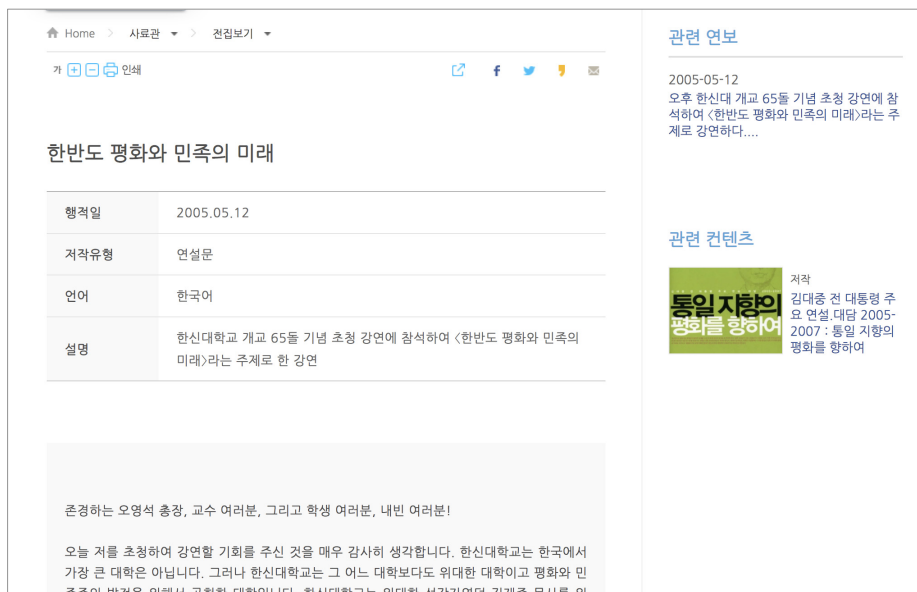 Home 사료관 전집보기
가 인쇄
한반도 평화와 민족의 미래
행적일 2005.05.12
저작유형 연설문
언어 한국어
설명 한신대학교 개교 65돌 기념 초청 강연에 참석하여 〈한반도 평화와 민족의
미래〉라는 주제로 한 강연
존경하는 오영석 총장, 교수 여러분, 그리고 학생 여러분, 내빈 여러분!
오늘 저를 초청하여 강연할 기회를 주신 것을 매우 감사히 생각합니다. 한신대학교는 한국에서
가장 큰 대학은 아닙니다. 그러나 한신대학교는 그 어느 대학보다도 위대한 대학이고 평화와 민
관련 연보
2005-05-12
오후 한신대 개교 65돌 기념 초청 강연에 참
석하여 〈한반도 평화와 민족의 미래〉라는 주
제로 강연하다....
관련 컨텐츠
통일 지향의
평화를 향하여
저작
김대중 전 대통령 주
요 연설.대담 2005-
2007 : 통일 지향의
평화를 향하여